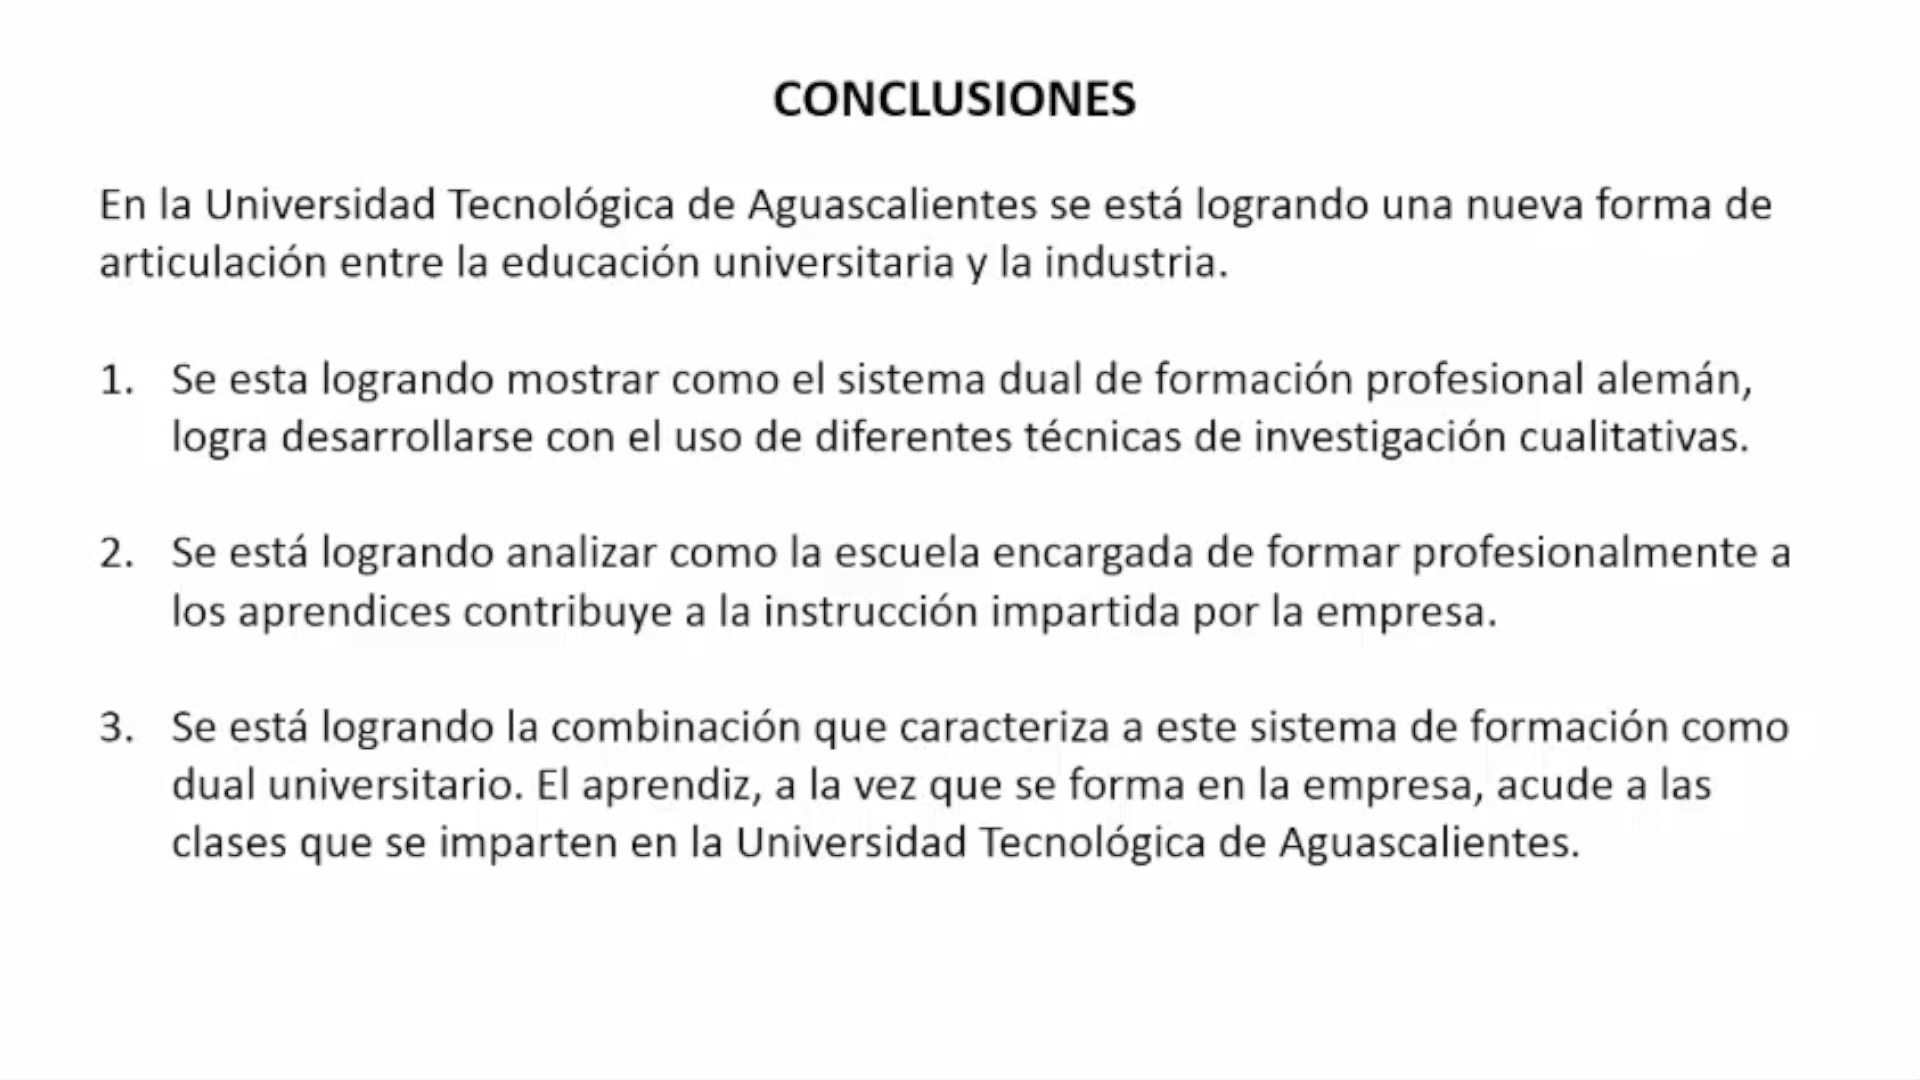 CONCLUSIONES
En la Universidad Tecnológica de Aguascalientes se está logrando una nueva forma de
articulación entre la educación universitaria y la industria.
1. Se esta logrando mostrar como el sistema dual de formación profesional alemán,
logra desarrollarse con el uso de diferentes técnicas de investigación cualitativas.
2. Se está logrando analizar como la escuela encargada de formar profesionalmente a
los aprendices contribuye a la instrucción impartida por la empresa.
3. Se está logrando la combinación que caracteriza a este sistema de formación como
dual universitario. El aprendiz, a la vez que se forma en la empresa, acude a las
clases que se imparten en la Universidad Tecnológica de Aguascalientes.